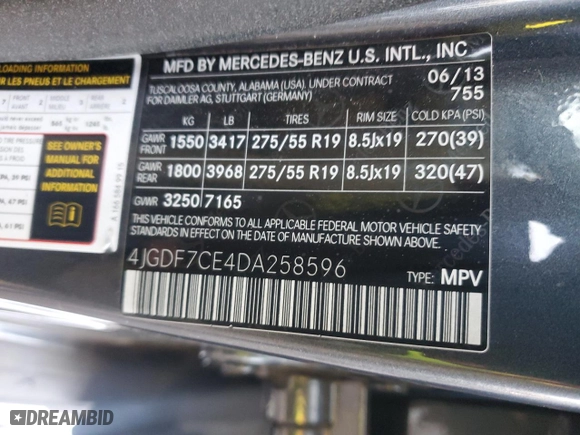 LOADING INFORMATION
UR LES PNEUS ET LE CHARGEMENT
SEE OWNER'S
MANUAL FOR
ADDITIONAL
INFORMATION
MFD BY MERCEDES-BENZ U.S. INTL., INC
TUSCALOOSA COUNTY, ALABAMA (USA). UNDER CONTRACT
FOR DAIMLER AG, STUTTGART (GERMANY)
06/13
755
KG LB TIRES RIM SIZE COLD KPA (PSI)
GAWR FRONT 1550 3417 275/55 R19 8.5Jx19 270(39)
GAWR REAR 1800 3968 275/55 R19 8.5Jx19 320(47)
GVWR 3250 7165
THIS VEHICLE CONFORMS TO ALL APPLICABLE FEDERAL MOTOR VEHICLE SAFETY
STANDARDS IN EFFECT ON THE DATE OF MANUFACTURE SHOWN ABOVE.
4JGDF7CE4DA258596
TYPE: MPV
DREAMBID